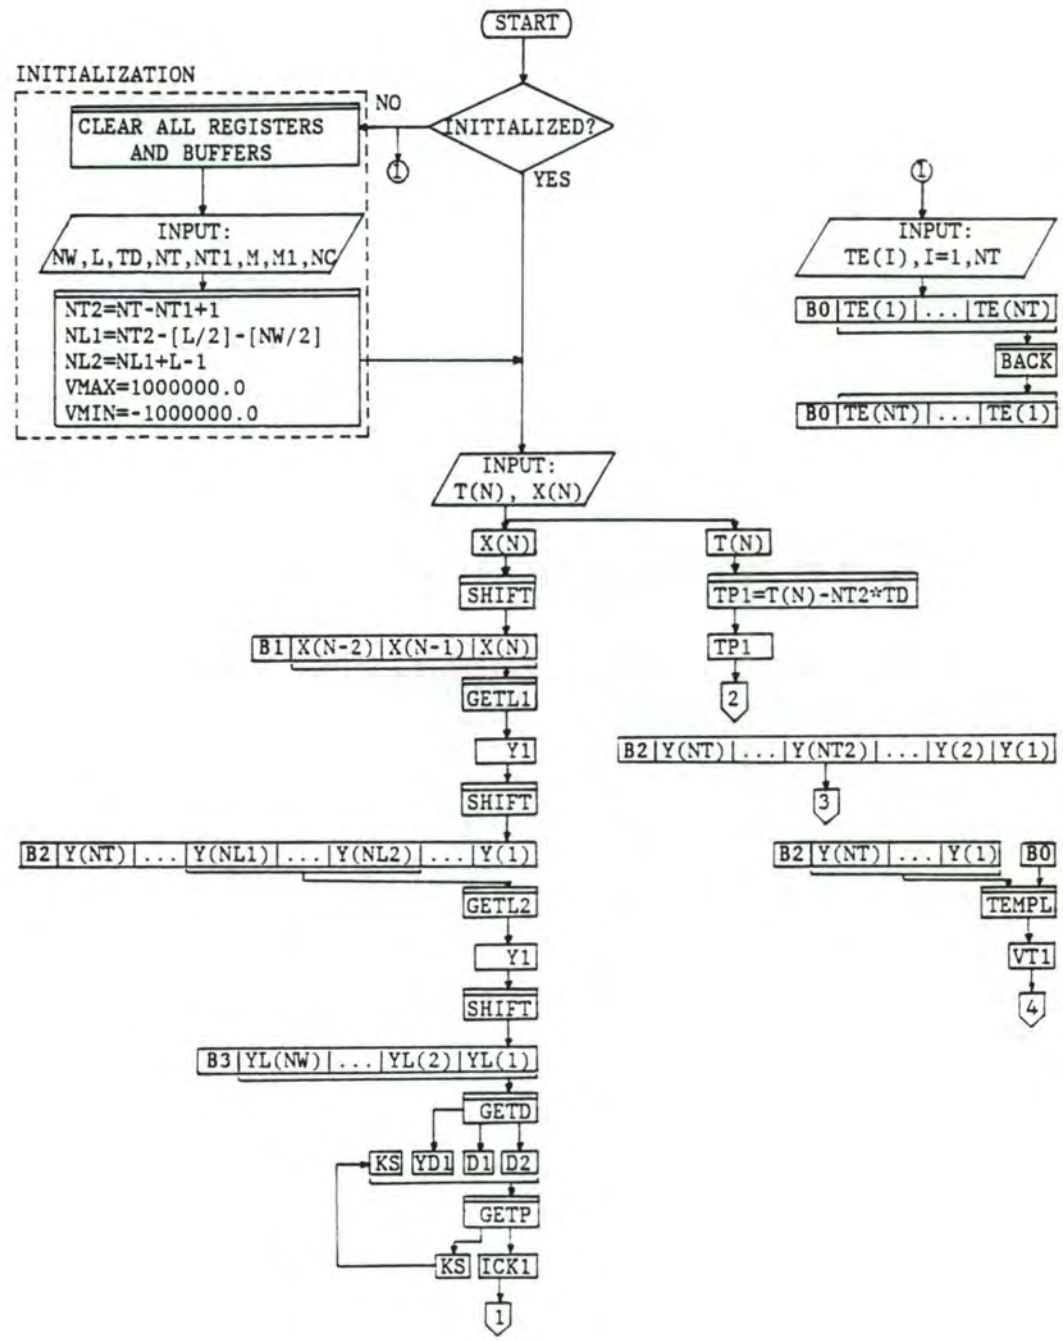 START
INITIALIZATION
NO
INITIALIZED?
YES
CLEAR ALL REGISTERS
AND BUFFERS
1
INPUT:
NW,L,TD,NT,NT1,M,M1,NC
NT2=NT-NT1+1
NL1=NT2-[L/2]-[NW/2]
NL2=NL1+L-1
VMAX=1000000.0
VMIN=-1000000.0
1
INPUT:
TE(I),I=1,NT
B0|TE(1)|...|TE(NT)
BACK
B0|TE(NT)|...|TE(1)
INPUT:
T(N), X(N)
X(N)
SHIFT
B1|X(N-2)|X(N-1)|X(N)
GETL1
Y1
SHIFT
B2|Y(NT)|...|Y(NL1)|...|Y(NL2)|...|Y(1)
GETL2
Y1
SHIFT
B3|YL(NW)|...|YL(2)|YL(1)
GETD
KS YD1 D1 D2
GETP
KS ICK1
1
T(N)
TP1=T(N)-NT2*TD
TP1
2
B2|Y(NT)|...|Y(NT2)|...|Y(2)|Y(1)
3
B2|Y(NT)|...|Y(1) B0
TEMPL
VT1
4